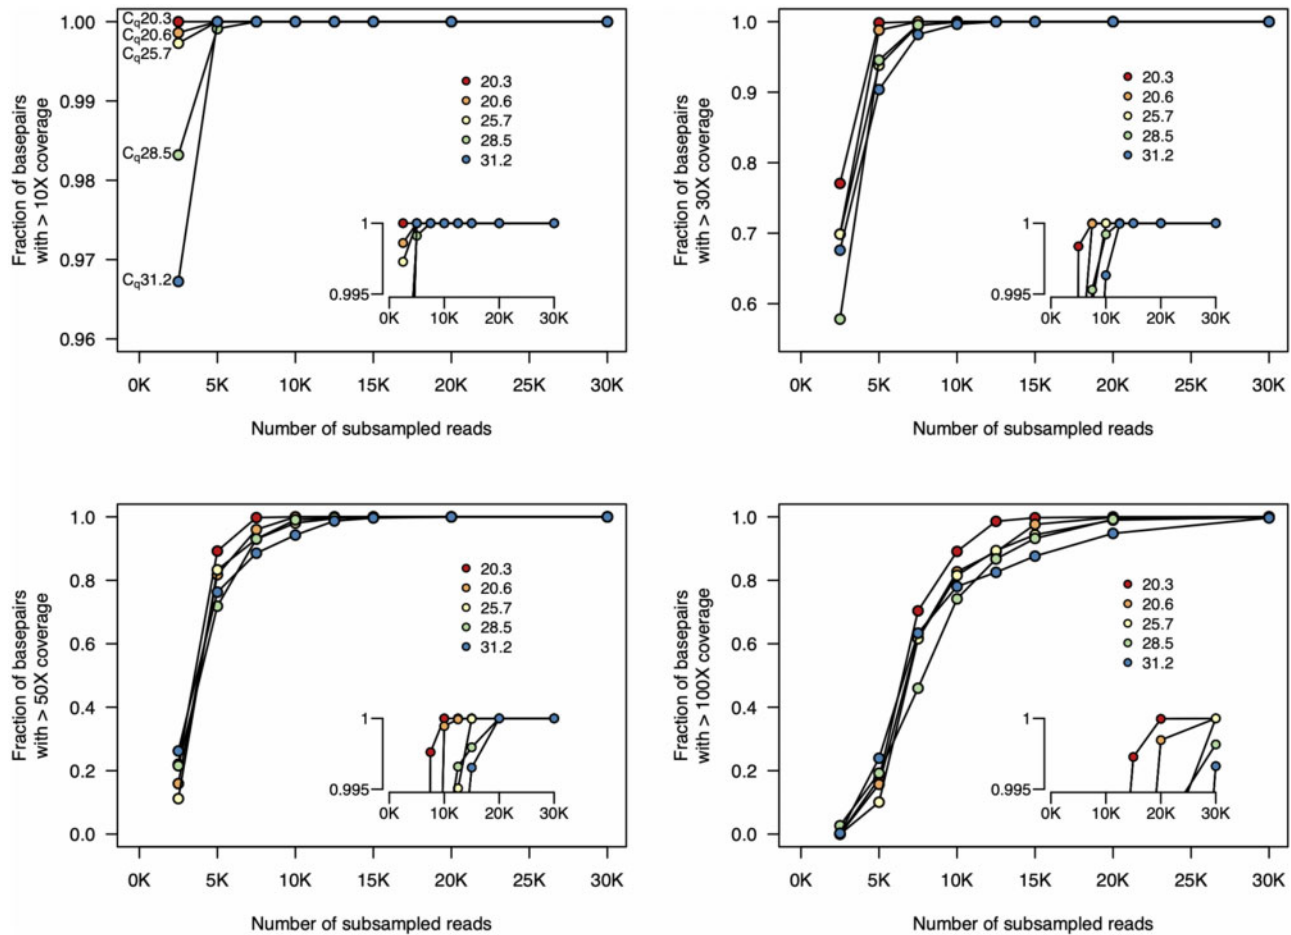 Fraction of basepairs
with > 10X coverage
1.00
0.99
0.98
0.97
0.96
Cq20.3
Cq20.6
Cq25.7
Cq28.5
Cq31.2
20.3
20.6
25.7
28.5
31.2
1
0.995
0K 10K 20K 30K
0K 5K 10K 15K 20K 25K 30K
Number of subsampled reads
Fraction of basepairs
with > 30X coverage
1.0
0.9
0.8
0.7
0.6
20.3
20.6
25.7
28.5
31.2
1
0.995
0K 10K 20K 30K
0K 5K 10K 15K 20K 25K 30K
Number of subsampled reads
Fraction of basepairs
with > 50X coverage
1.0
0.8
0.6
0.4
0.2
0.0
20.3
20.6
25.7
28.5
31.2
1
0.995
0K 10K 20K 30K
0K 5K 10K 15K 20K 25K 30K
Number of subsampled reads
Fraction of basepairs
with > 100X coverage
1.0
0.8
0.6
0.4
0.2
0.0
20.3
20.6
25.7
28.5
31.2
1
0.995
0K 10K 20K 30K
0K 5K 10K 15K 20K 25K 30K
Number of subsampled reads